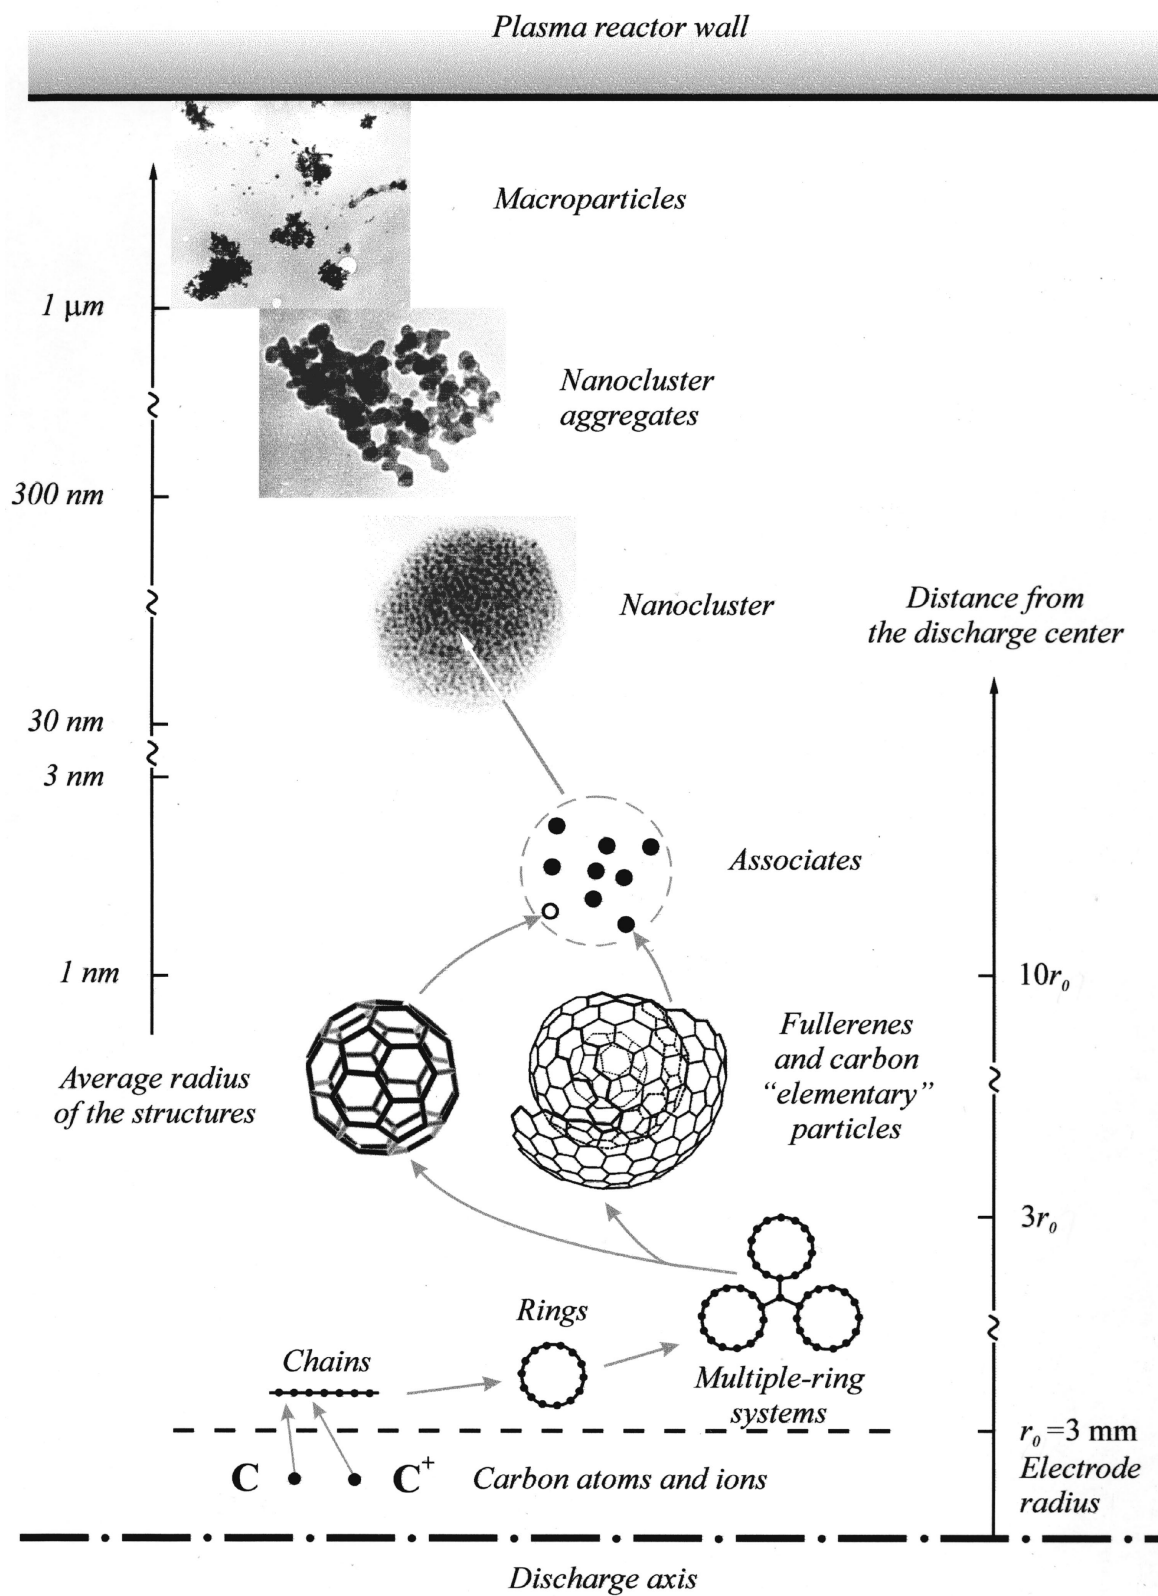 Plasma reactor wall
Macroparticles
1 μm
Nanocluster
aggregates
300 nm
Nanocluster
Distance from
the discharge center
30 nm
3 nm
Associates
1 nm
10r₀
Fullerenes
and carbon
“elementary”
particles
Average radius
of the structures
3r₀
Rings
Chains
Multiple-ring
systems
r₀ =3 mm
Electrode
radius
C
C⁺
Carbon atoms and ions
Discharge axis